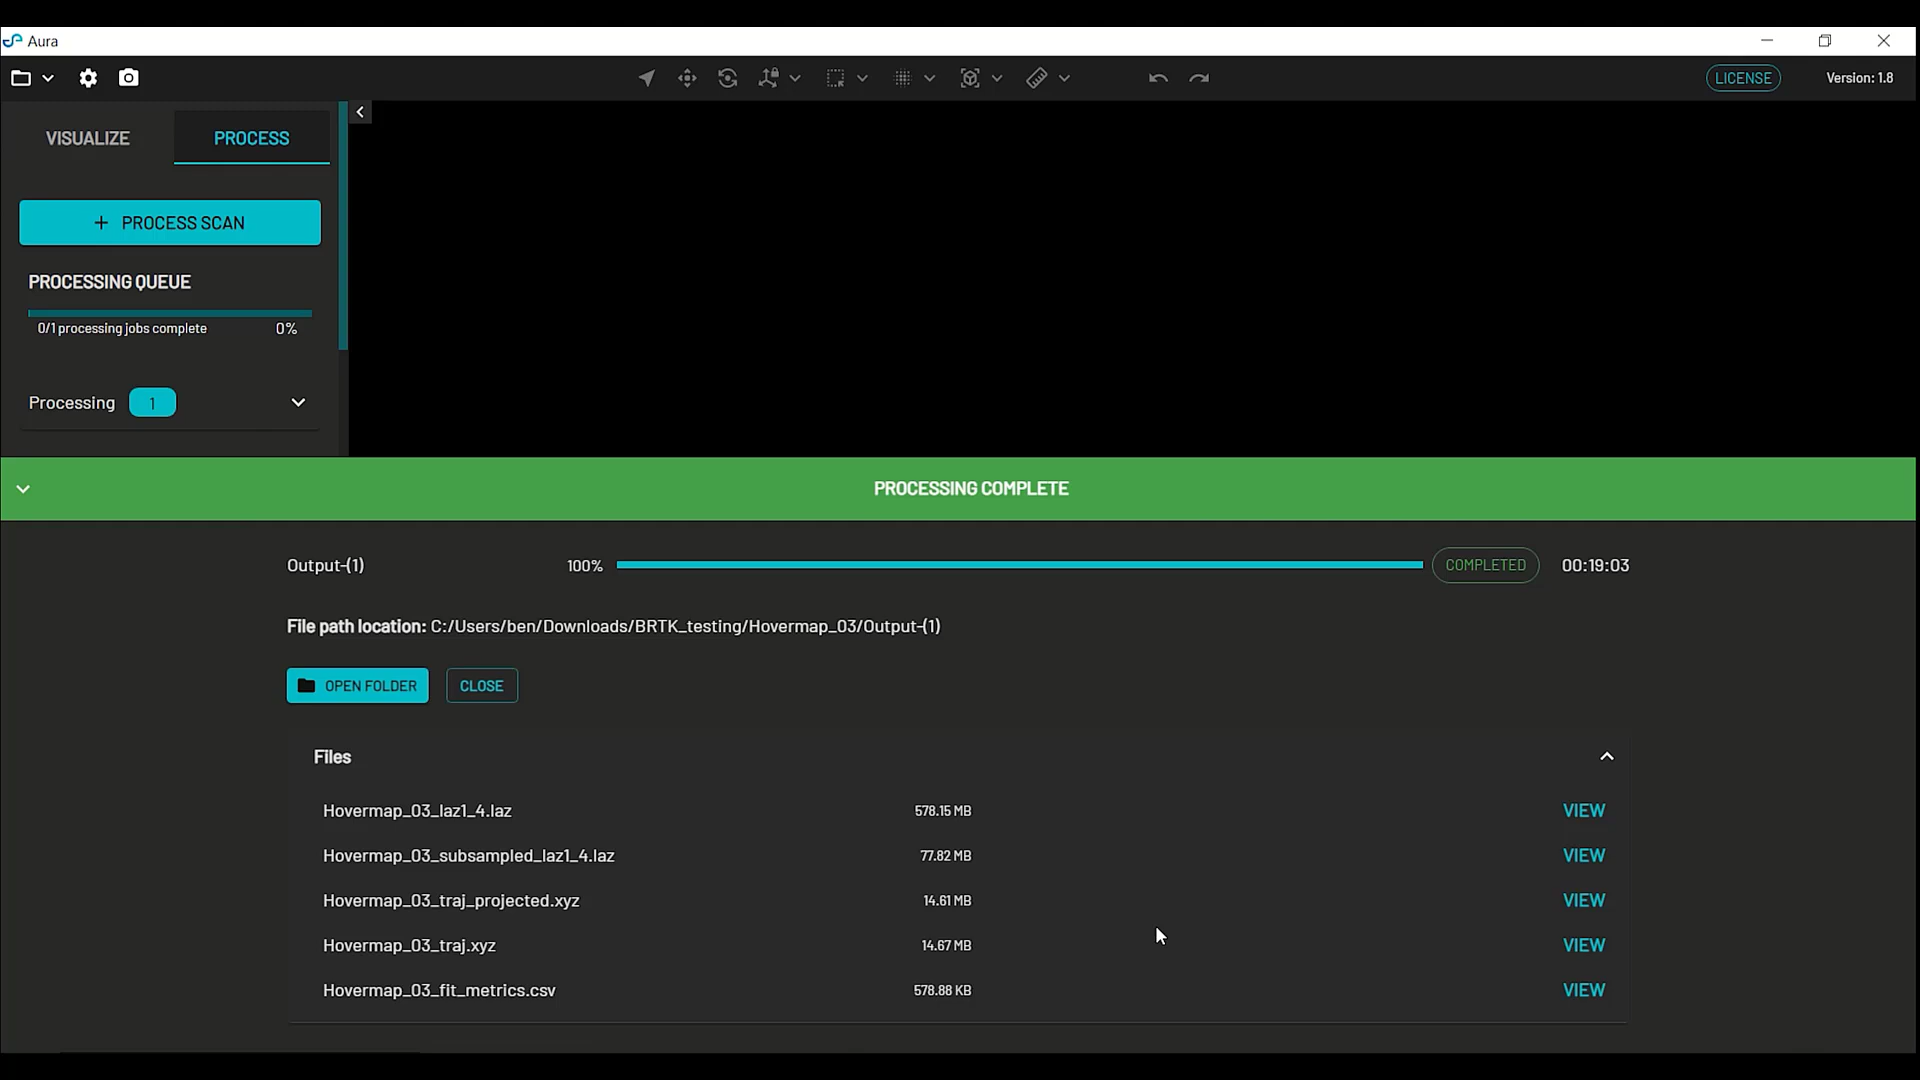 Aura
LICENSE
Version: 1.8
VISUALIZE
PROCESS
+ PROCESS SCAN
PROCESSING QUEUE
0/1 processing jobs complete 0%
Processing 1
PROCESSING COMPLETE
Output-(1) 100% COMPLETED 00:19:03
File path location: C:/Users/ben/Downloads/BRTK_testing/Hovermap_03/Output-(1)
OPEN FOLDER CLOSE
Files
Hovermap_03_laz1_4.laz 578.15 MB VIEW
Hovermap_03_subsampled_laz1_4.laz 77.82 MB VIEW
Hovermap_03_traj_projected.xyz 14.61 MB VIEW
Hovermap_03_traj.xyz 14.67 MB VIEW
Hovermap_03_fit_metrics.csv 578.88 KB VIEW